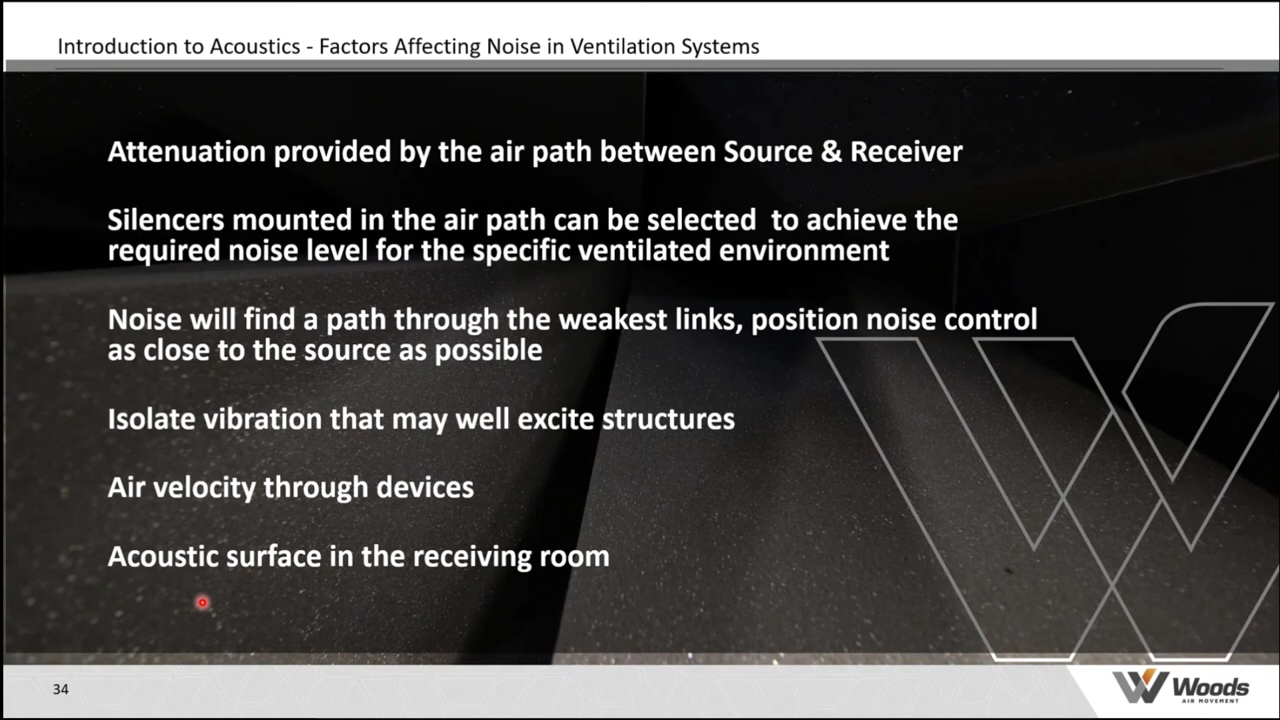 Introduction to Acoustics - Factors Affecting Noise in Ventilation Systems
Attenuation provided by the air path between Source & Receiver
Silencers mounted in the air path can be selected  to achieve the
required noise level for the specific ventilated environment
Noise will find a path through the weakest links, position noise control
as close to the source as possible
Isolate vibration that may well excite structures
Air velocity through devices
Acoustic surface in the receiving room
34
Woods
AIR MOVEMENT